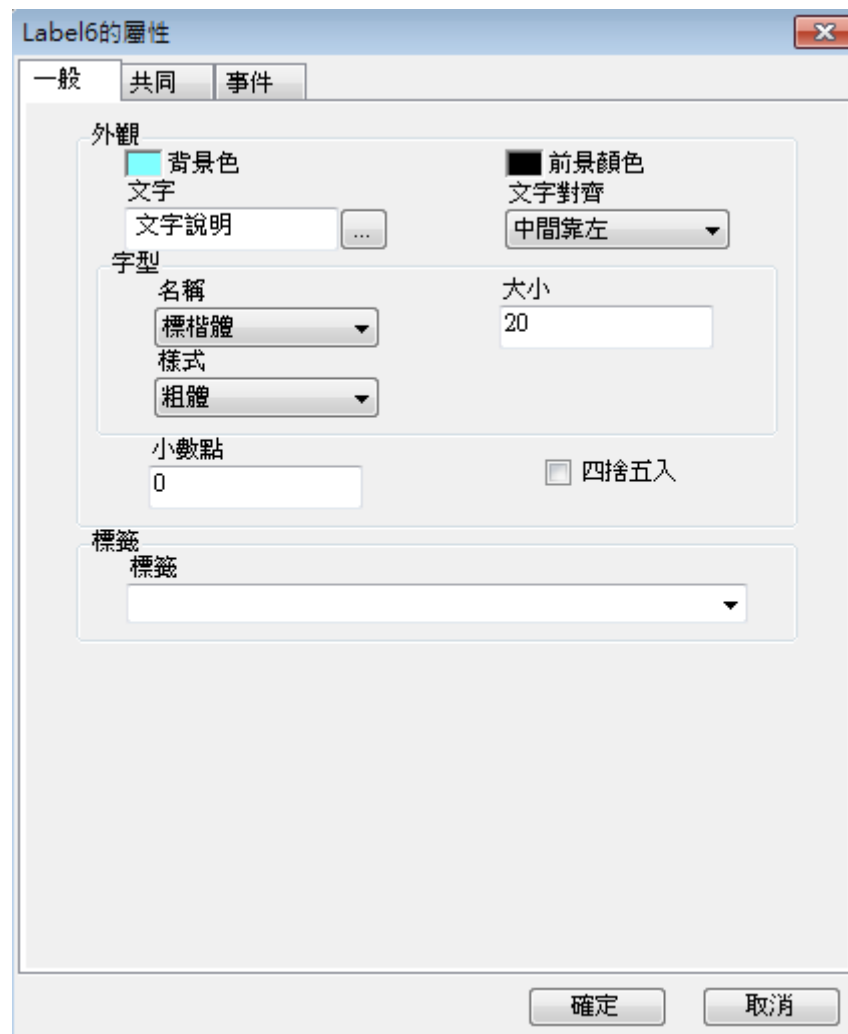 Label6的屬性
一般 共同 事件
外觀
背景色 前景顏色
文字 文字對齊
文字說明 ... 中間靠左
字型
名稱 大小
標楷體 20
樣式
粗體
小數點
0 四捨五入
標籤
標籤
確定 取消